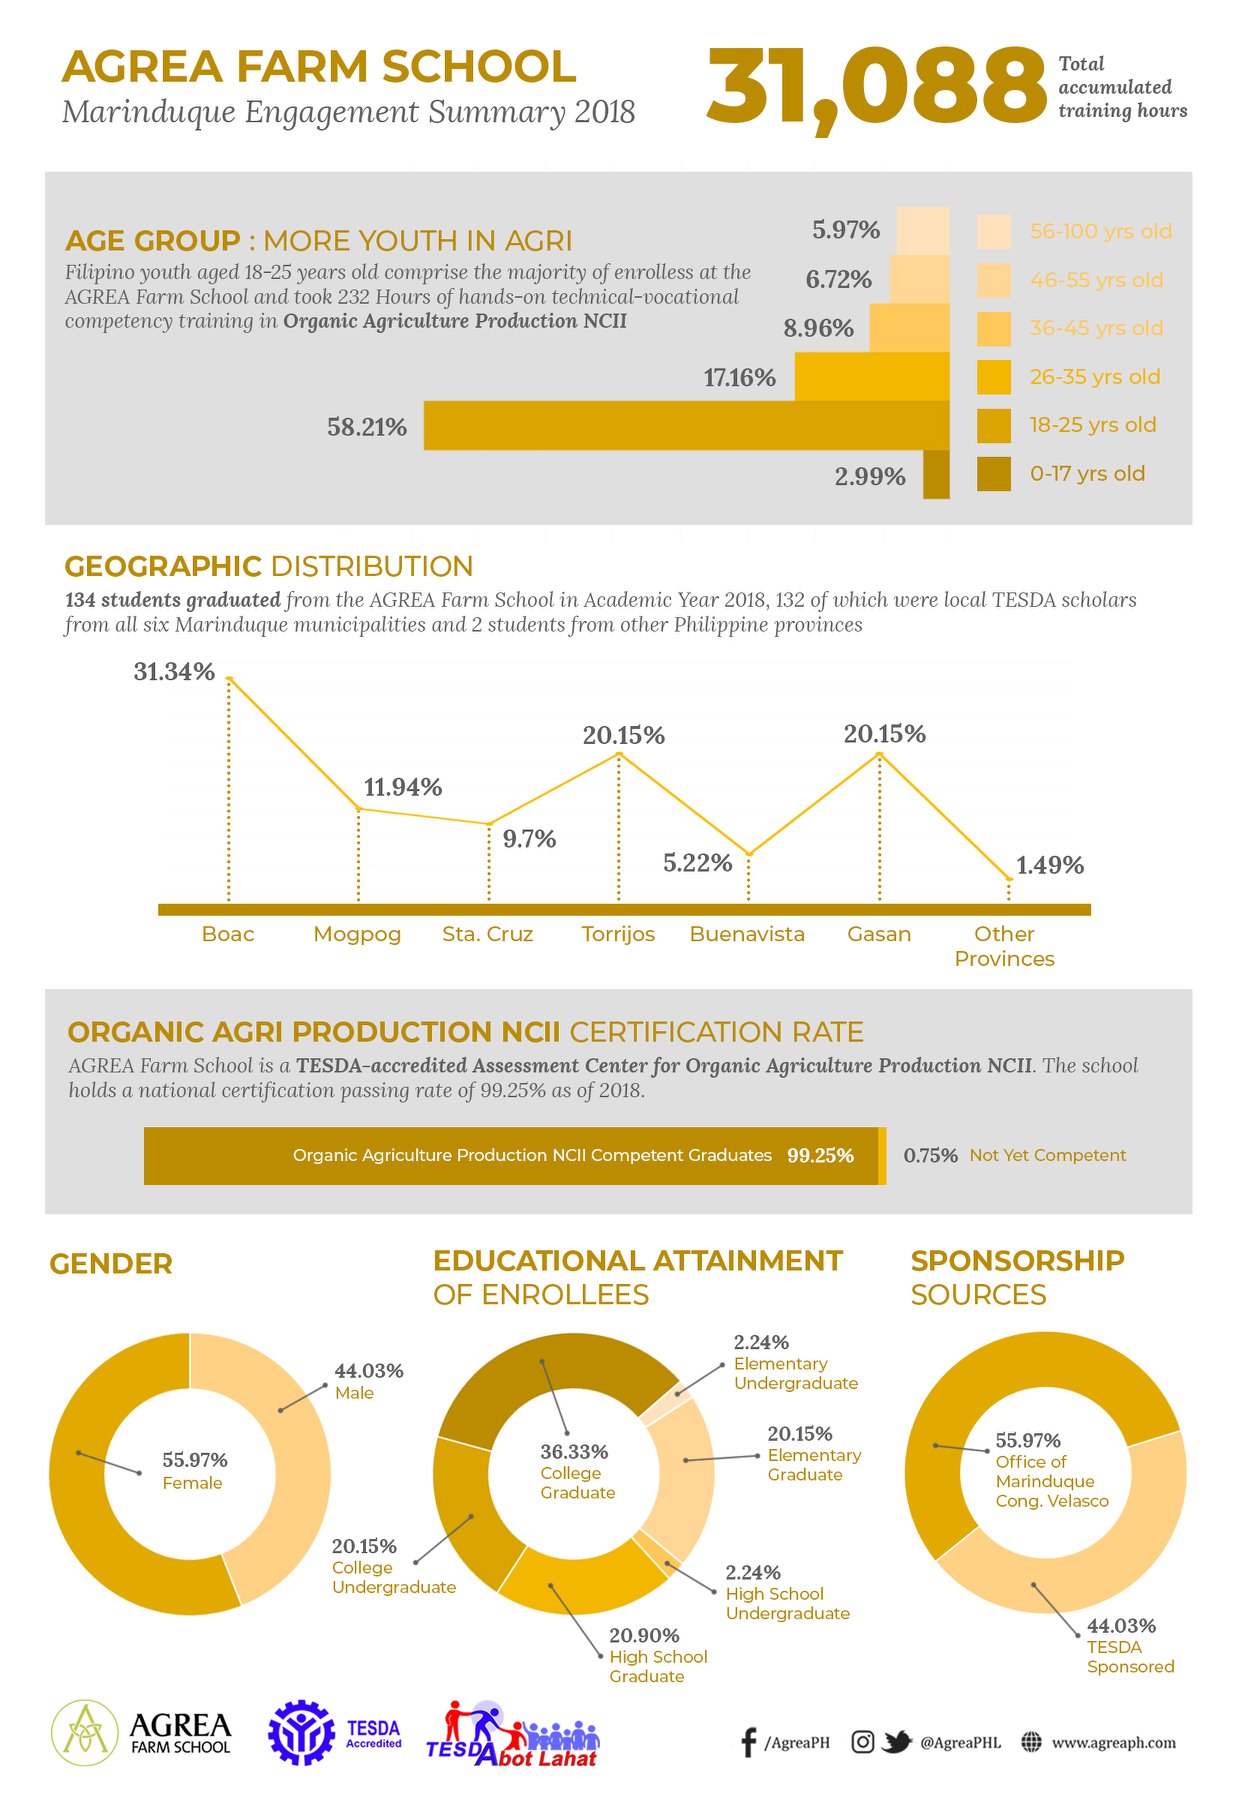 AGREA FARM SCHOOL
Marinduque Engagement Summary 2018
31,088
Total
accumulated
training hours
AGE GROUP : MORE YOUTH IN AGRI
Filipino youth aged 18-25 years old comprise the majority of enrolless at the
AGREA Farm School and took 232 Hours of hands-on technical-vocational
competency training in Organic Agriculture Production NCII
5.97% 56-100 yrs old
6.72% 46-55 yrs old
8.96% 36-45 yrs old
17.16% 26-35 yrs old
58.21% 18-25 yrs old
2.99% 0-17 yrs old
GEOGRAPHIC DISTRIBUTION
134 students graduated from the AGREA Farm School in Academic Year 2018, 132 of which were local TESDA scholars
from all six Marinduque municipalities and 2 students from other Philippine provinces
31.34%
11.94%
9.7%
20.15%
5.22%
20.15%
1.49%
Boac
Mogpog
Sta. Cruz
Torrijos
Buenavista
Gasan
Other
Provinces
ORGANIC AGRI PRODUCTION NCII CERTIFICATION RATE
AGREA Farm School is a TESDA-accredited Assessment Center for Organic Agriculture Production NCII. The school
holds a national certification passing rate of 99.25% as of 2018.
Organic Agriculture Production NCII Competent Graduates 99.25%
0.75% Not Yet Competent
GENDER
44.03%
Male
55.97%
Female
EDUCATIONAL ATTAINMENT
OF ENROLLEES
2.24%
Elementary
Undergraduate
20.15%
Elementary
Graduate
36.33%
College
Graduate
20.15%
College
Undergraduate
2.24%
High School
Undergraduate
20.90%
High School
Graduate
SPONSORSHIP
SOURCES
55.97%
Office of
Marinduque
Cong. Velasco
44.03%
TESDA
Sponsored
AGREA
FARM SCHOOL
TESDA
Accredited
TESDAbot Lahat
/AgreaPH
@AgreaPHL
www.agreaph.com